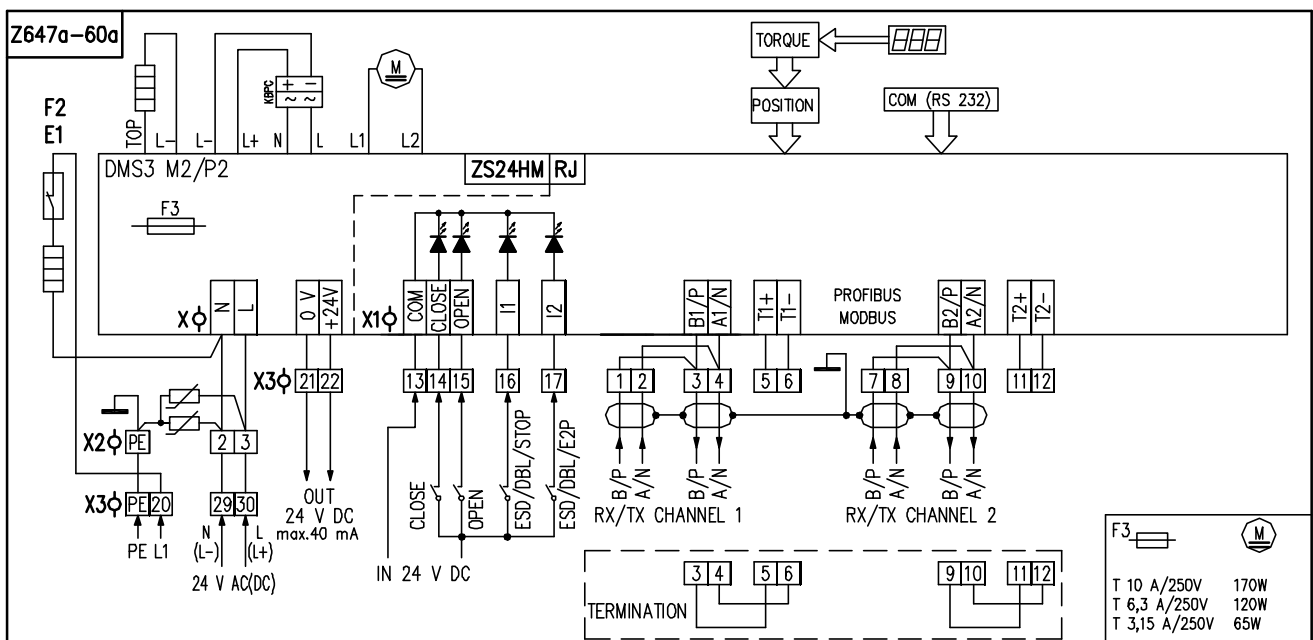 Z647a-60a
TORQUE
POSITION
COM (RS 232)
M
KBPC
+ −
~ ~
F2
E1
TOP L- L- L+ N L L1 L2
DMS3 M2/P2
ZS24HM RJ
F3
X N L
0 V +24V
X1 COM CLOSE OPEN I1 I2
B1/P A1/N T1+ T1-
PROFIBUS
MODBUS
B2/P A2/N T2+ T2-
X3 21 22
13 14 15 16 17
1 2 3 4 5 6
7 8 9 10 11 12
X2 PE 2 3
X3 PE 20 29 30
PE L1
N
(L-)
L
(L+)
24 V AC(DC)
OUT
24 V DC
max.40 mA
CLOSE
OPEN
ESD/DBL/STOP
ESD/DBL/E2P
IN 24 V DC
B/P A/N B/P A/N
RX/TX CHANNEL 1
B/P A/N B/P A/N
RX/TX CHANNEL 2
TERMINATION
3 4 5 6
9 10 11 12
F3 M
T 10 A/250V 170W
T 6,3 A/250V 120W
T 3,15 A/250V 65W